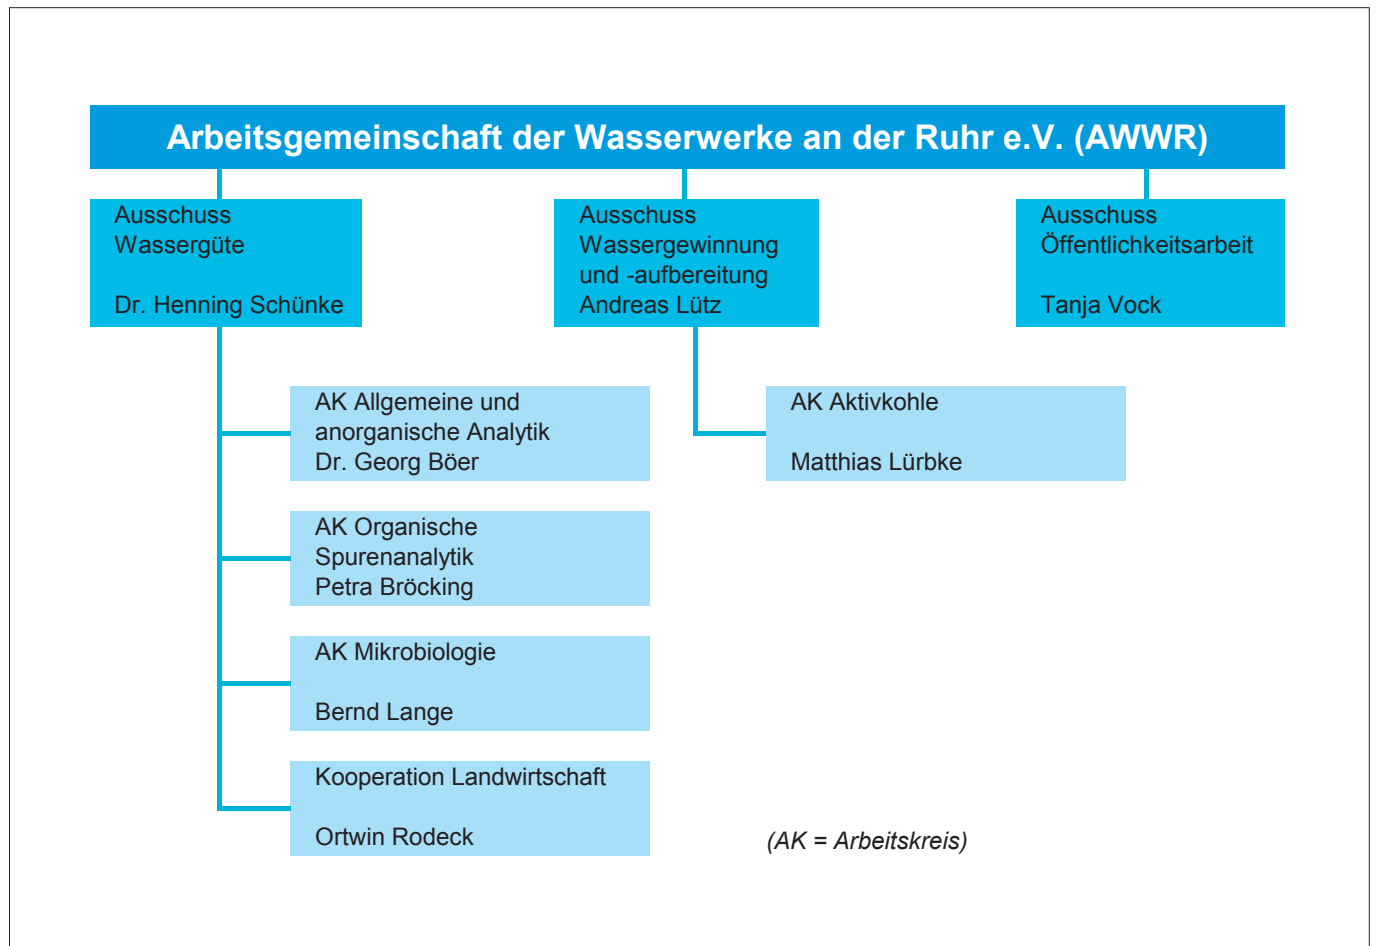 Arbeitsgemeinschaft der Wasserwerke an der Ruhr e.V. (AWWR)
Ausschuss
Wassergüte
Dr. Henning Schünke
Ausschuss
Wassergewinnung
und -aufbereitung
Andreas Lütz
Ausschuss
Öffentlichkeitsarbeit
Tanja Vock
AK Allgemeine und
anorganische Analytik
Dr. Georg Böer
AK Organische
Spurenanalytik
Petra Bröcking
AK Mikrobiologie
Bernd Lange
Kooperation Landwirtschaft
Ortwin Rodeck
AK Aktivkohle
Matthias Lürbke
(AK = Arbeitskreis)